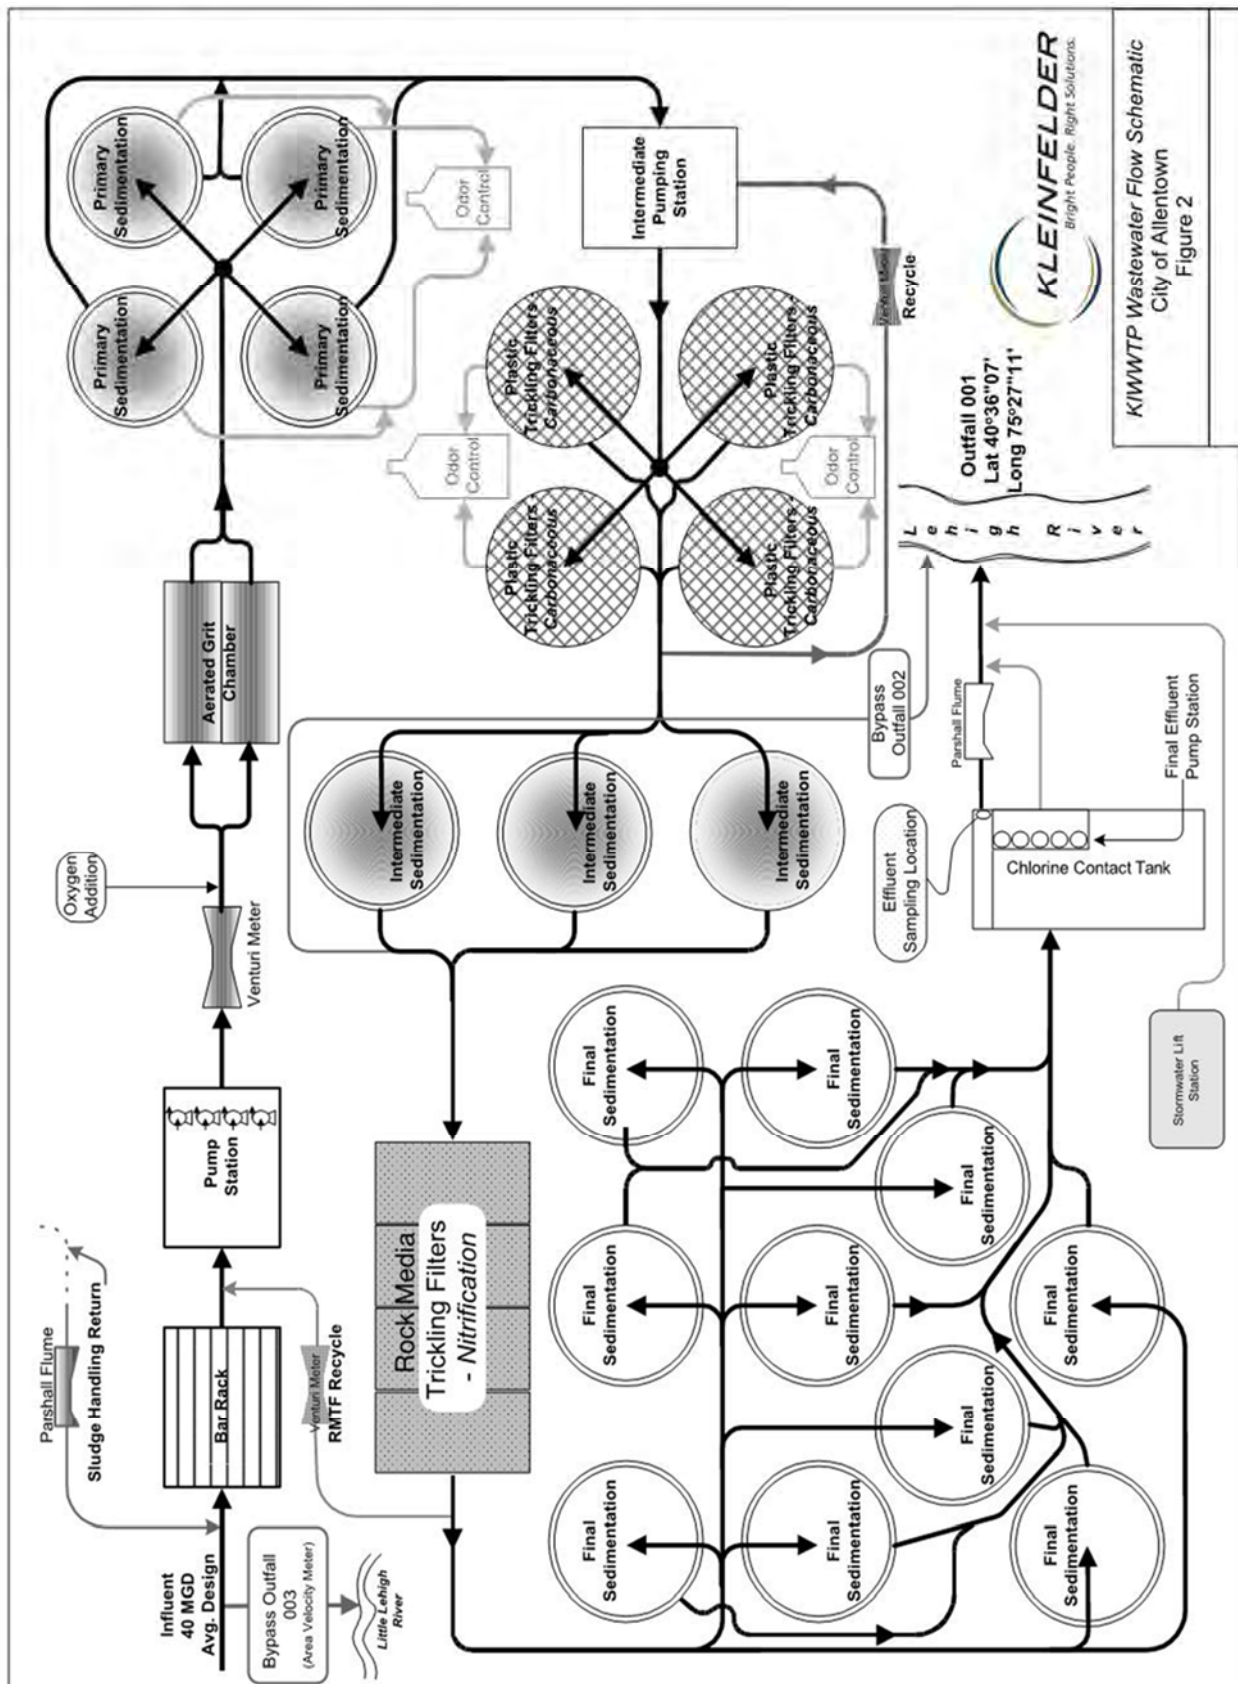 Influent
40 MGD
Avg. Design
Bypass Outfall
003
(Area Velocity Meter)
Little Lehigh
River
Parshall Flume
Sludge Handling Return
Bar Rack
Venturi Meter
RMTF Recycle
Pump
Station
Venturi Meter
Oxygen
Addition
Aerated Grit
Chamber
Primary
Sedimentation
Primary
Sedimentation
Primary
Sedimentation
Primary
Sedimentation
Odor
Control
Intermediate
Pumping
Station
Plastic
Trickling Filters -
Carbonaceous
Plastic
Trickling Filters -
Carbonaceous
Plastic
Trickling Filters -
Carbonaceous
Plastic
Trickling Filters -
Carbonaceous
Odor
Control
Odor
Control
Venturi Meter
Recycle
Intermediate
Sedimentation
Intermediate
Sedimentation
Intermediate
Sedimentation
Bypass
Outfall 002
Rock Media
Trickling Filters
- Nitrification
Final
Sedimentation
Final
Sedimentation
Final
Sedimentation
Final
Sedimentation
Final
Sedimentation
Final
Sedimentation
Final
Sedimentation
Final
Sedimentation
Final
Sedimentation
Final
Sedimentation
Effluent
Sampling Location
Chlorine Contact Tank
Final Effluent
Pump Station
Parshall Flume
Stormwater Lift
Station
Lehigh River
Outfall 001
Lat 40°36"07'
Long 75°27"11'
KLEINFELDER
Bright People. Right Solutions.
KIWWTP Wastewater Flow Schematic
City of Allentown
Figure 2